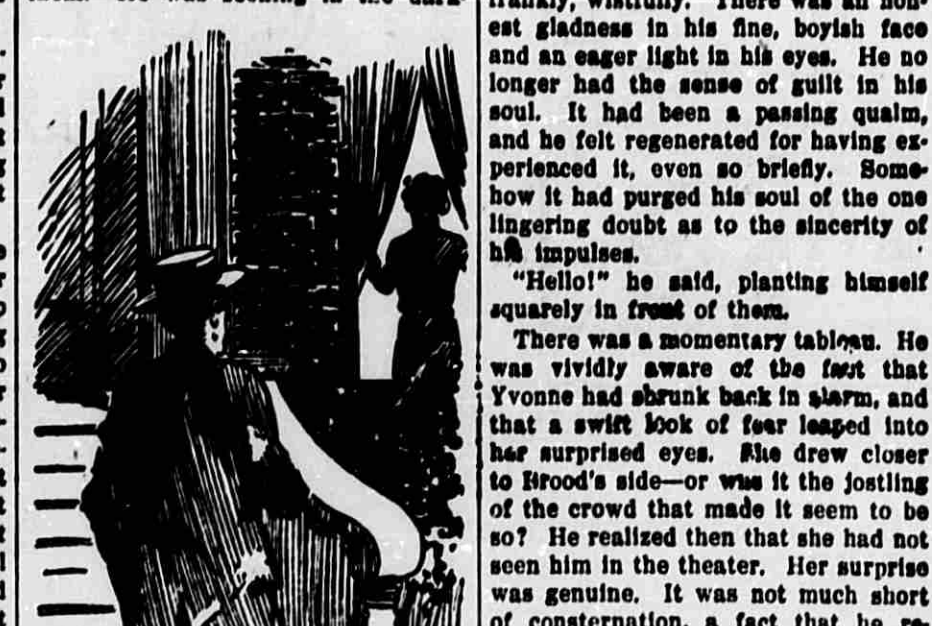 frankly, wistfully. There was an hon-
est gladness in his fine, boyish face
and an eager light in his eyes. He no
longer had the sense of guilt in his
soul. It had been a passing qualm,
and he felt regenerated for having ex-
perienced it, even so briefly. Some-
how it had purged his soul of the one
lingering doubt as to the sincerity of
his impulses.
"Hello!" he said, planting himself
squarely in front of them.
There was a momentary tableau. He
was vividly aware of the fact that
Yvonne had shrunk back in alarm, and
that a swift look of fear leaped into
her surprised eyes. She drew closer
to Brood's side—or was it the jostling
of the crowd that made it seem to be
so? He realized then that she had not
seen him in the theater. Her surprise
was genuine. It was not much short
of consternation, a fact that he re-